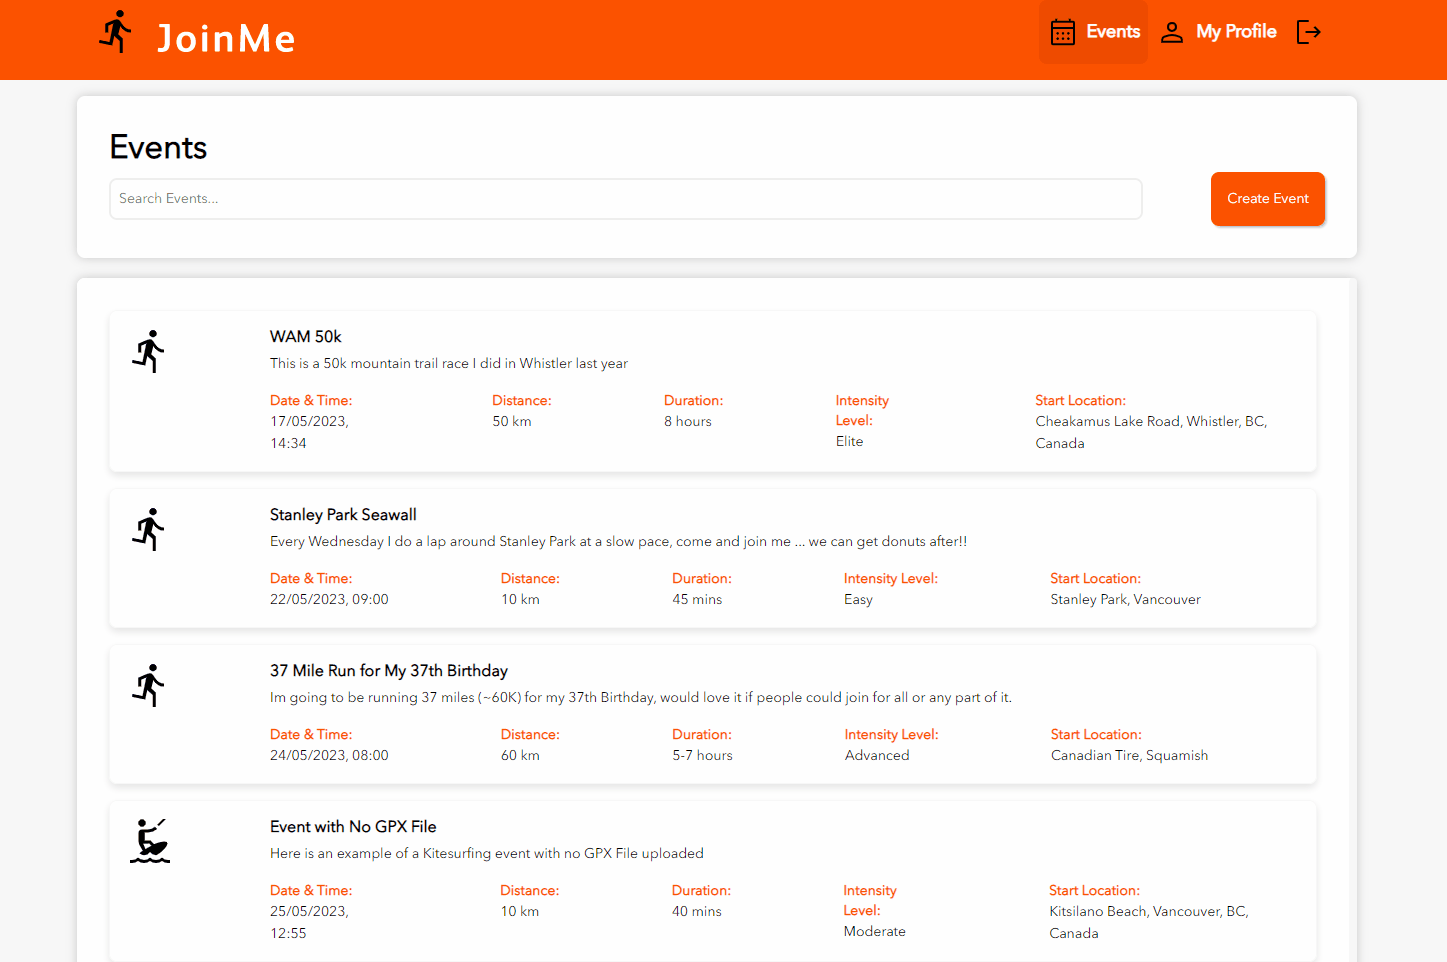 JoinMe
Events
My Profile
Events
Search Events...
Create Event
WAM 50k
This is a 50k mountain trail race I did in Whistler last year
Date & Time:
17/05/2023,
14:34
Distance:
50 km
Duration:
8 hours
Intensity
Level:
Elite
Start Location:
Cheakamus Lake Road, Whistler, BC,
Canada
Stanley Park Seawall
Every Wednesday I do a lap around Stanley Park at a slow pace, come and join me ... we can get donuts after!!
Date & Time:
22/05/2023, 09:00
Distance:
10 km
Duration:
45 mins
Intensity Level:
Easy
Start Location:
Stanley Park, Vancouver
37 Mile Run for My 37th Birthday
Im going to be running 37 miles (~60K) for my 37th Birthday, would love it if people could join for all or any part of it.
Date & Time:
24/05/2023, 08:00
Distance:
60 km
Duration:
5-7 hours
Intensity Level:
Advanced
Start Location:
Canadian Tire, Squamish
Event with No GPX File
Here is an example of a Kitesurfing event with no GPX File uploaded
Date & Time:
25/05/2023,
12:55
Distance:
10 km
Duration:
40 mins
Intensity
Level:
Moderate
Start Location:
Kitsilano Beach, Vancouver, BC,
Canada